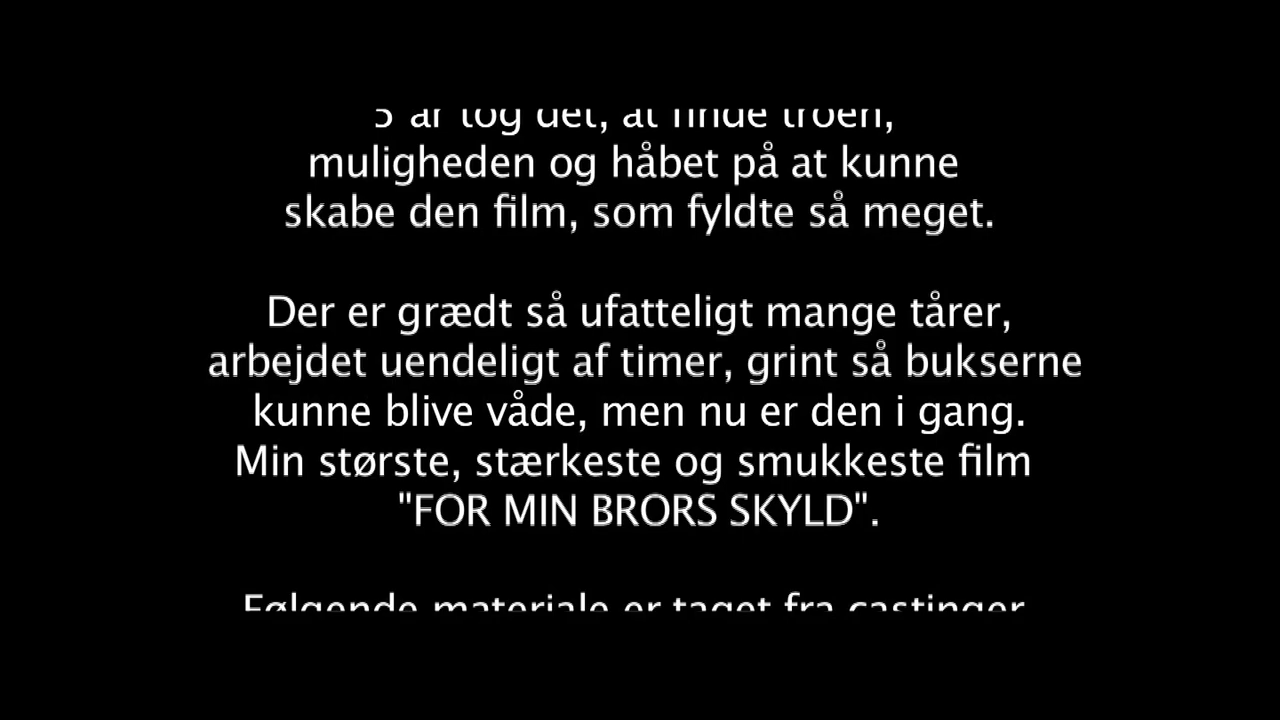 5 år tog det, at finde troen,
muligheden og håbet på at kunne
skabe den film, som fyldte så meget.
Der er grædt så ufatteligt mange tårer,
arbejdet uendeligt af timer, grint så bukserne
kunne blive våde, men nu er den i gang.
Min største, stærkeste og smukkeste film
"FOR MIN BRORS SKYLD".
Følgende materiale er taget fra castinger